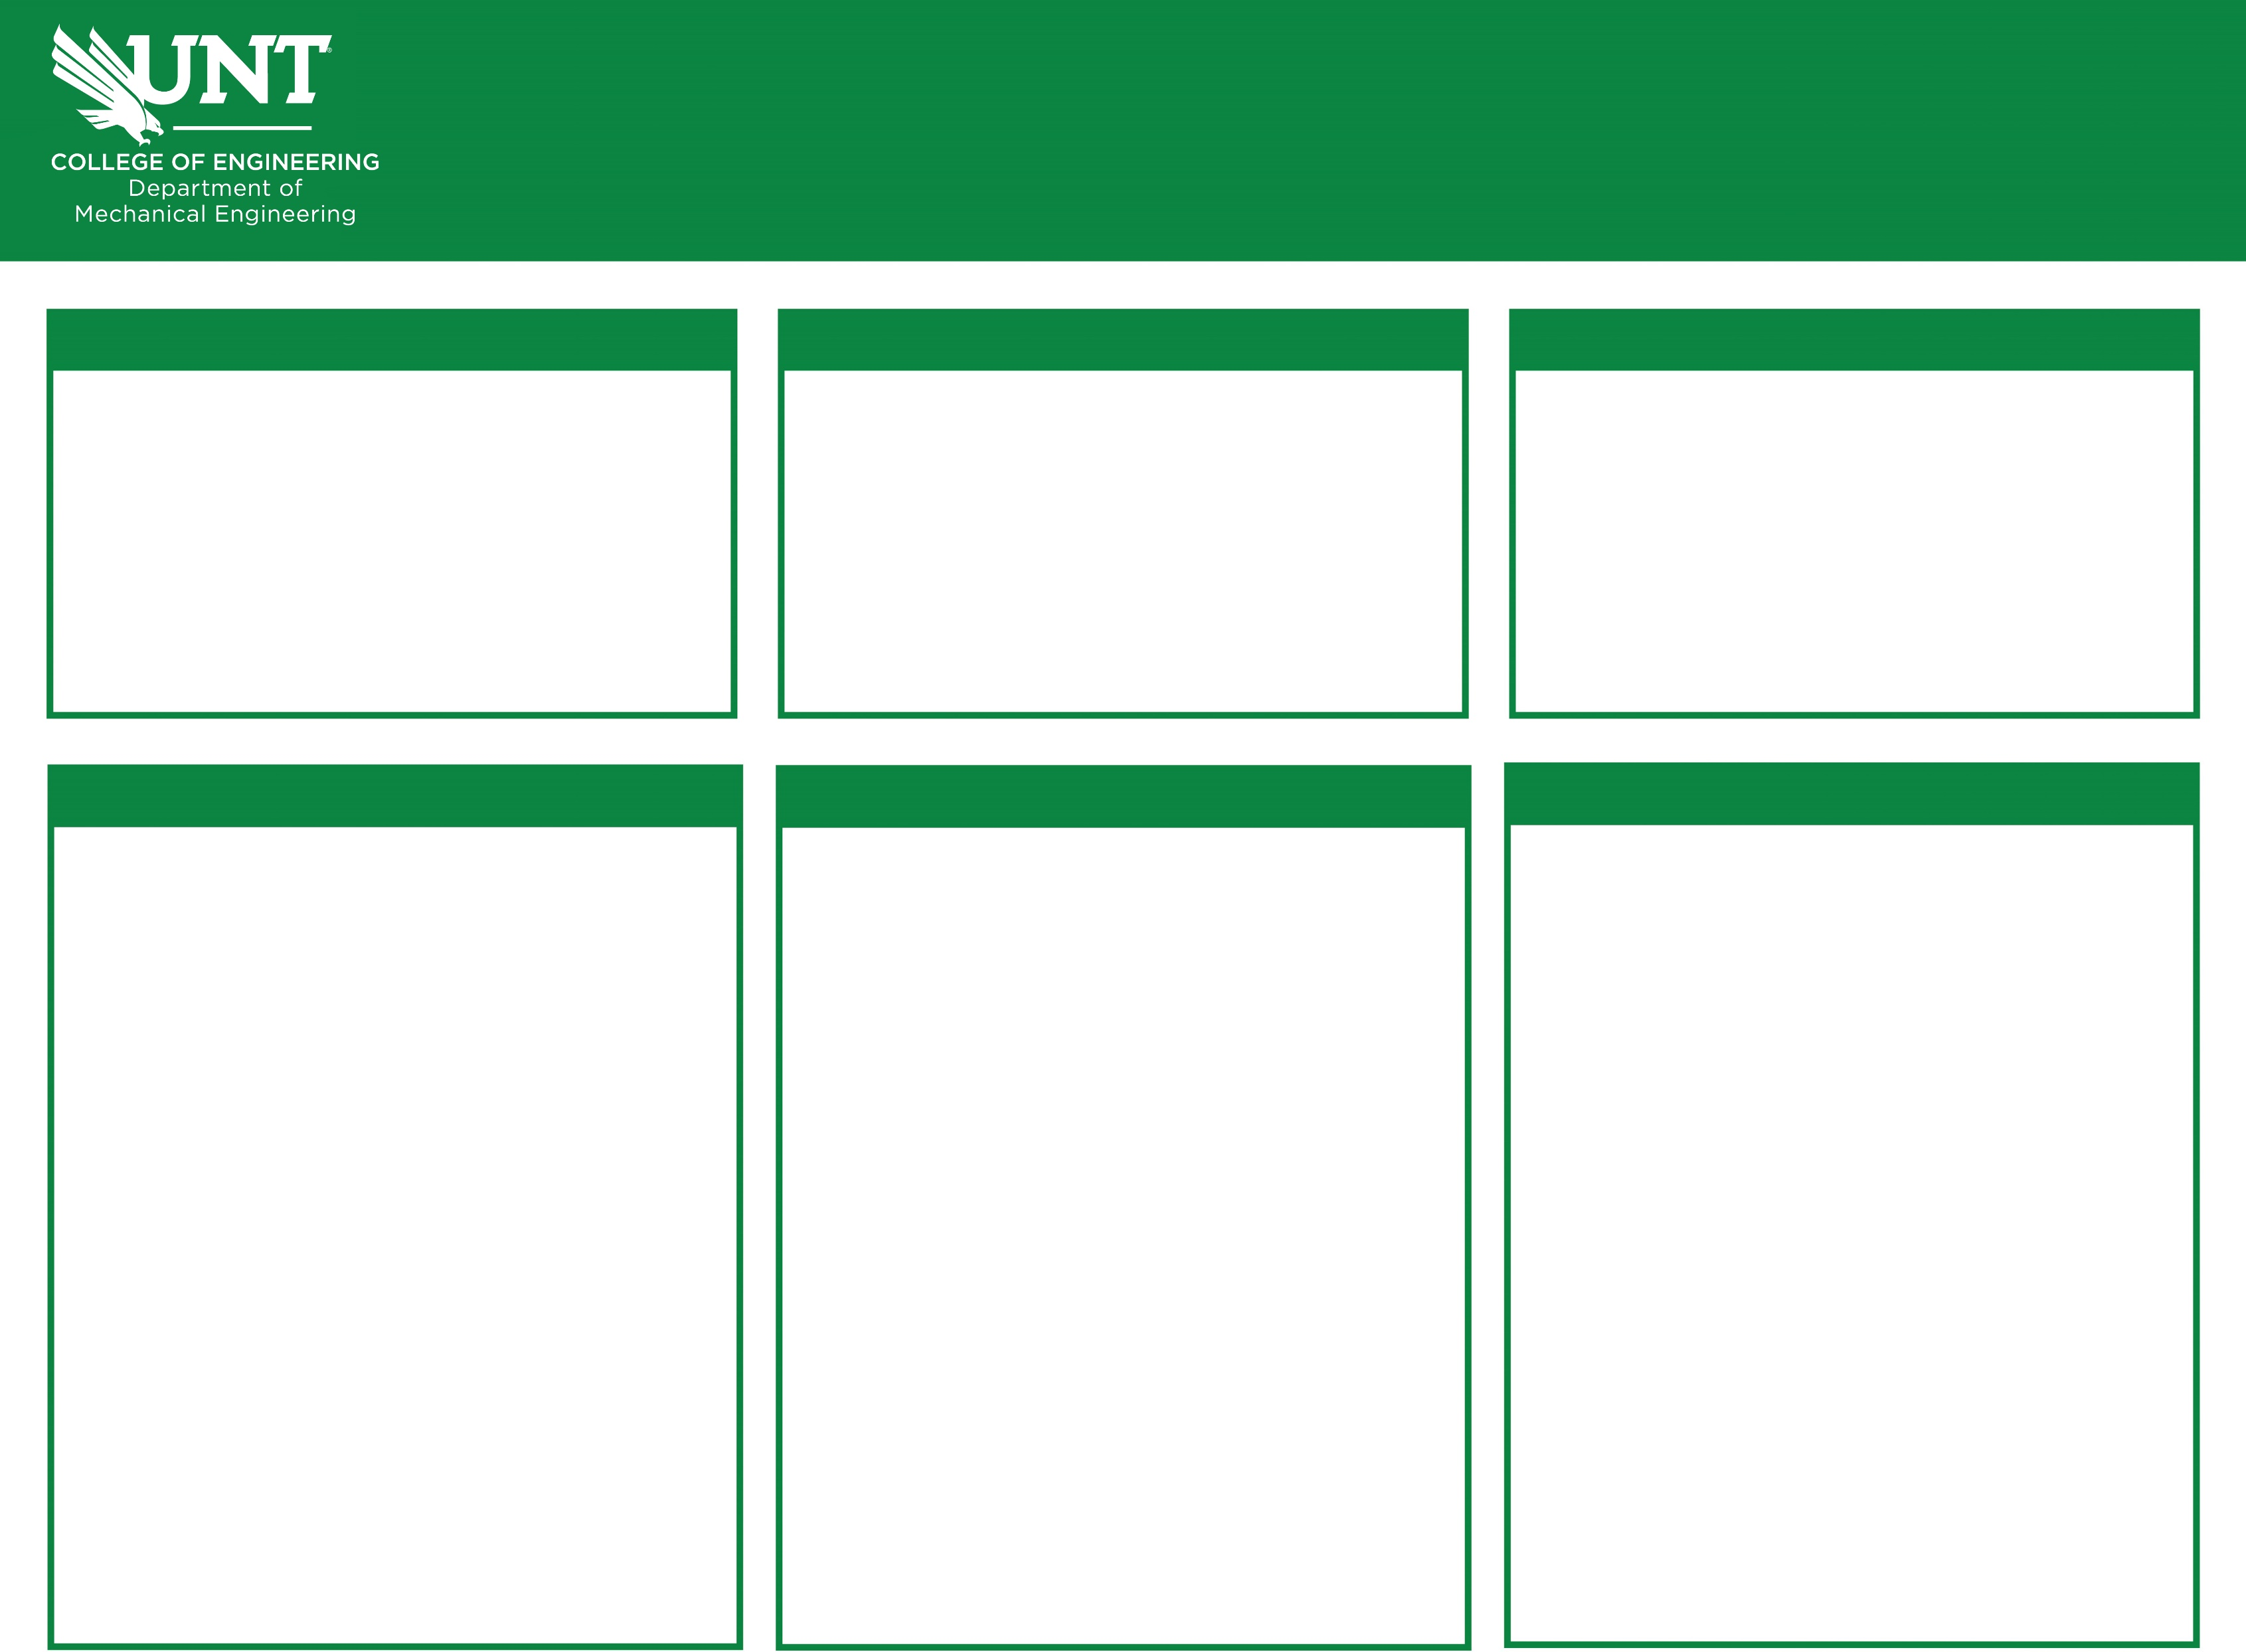 UNT®
COLLEGE OF ENGINEERING
Department of
Mechanical Engineering